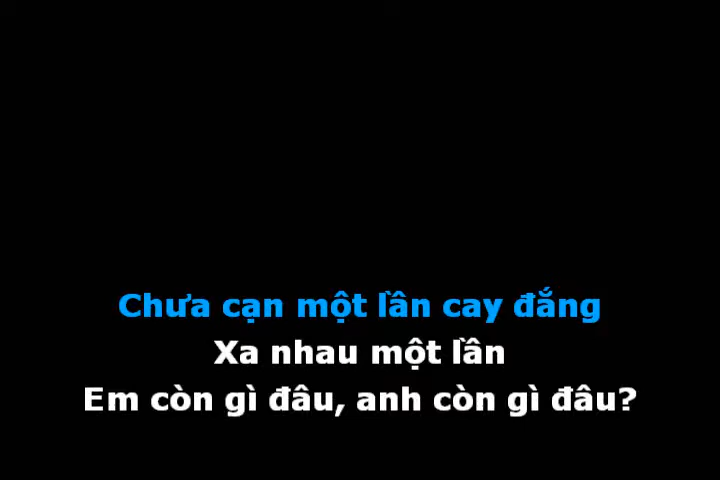 Chưa cạn một lần cay đắng
Xa nhau một lần
Em còn gì đâu, anh còn gì đâu?